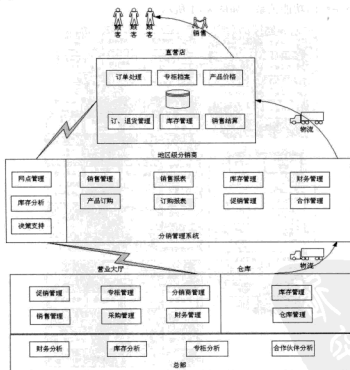 顾客 顾客 顾客
销售
直营店
订单处理 专柜档案 产品价格
订、退货管理 库存管理 销售结算
物流
地区级分销商
网点管理 销售管理 销售报表 库存管理 财务管理
库存分析 产品订购 订购报表 促销管理 合作管理
决策支持
分销管理系统
物流
营业大厅 仓库
促销管理 专柜管理 分销商管理 库存管理
销售管理 采购管理 财务管理 仓库管理
财务分析 库存分析 专柜分析 合作伙伴分析
总部